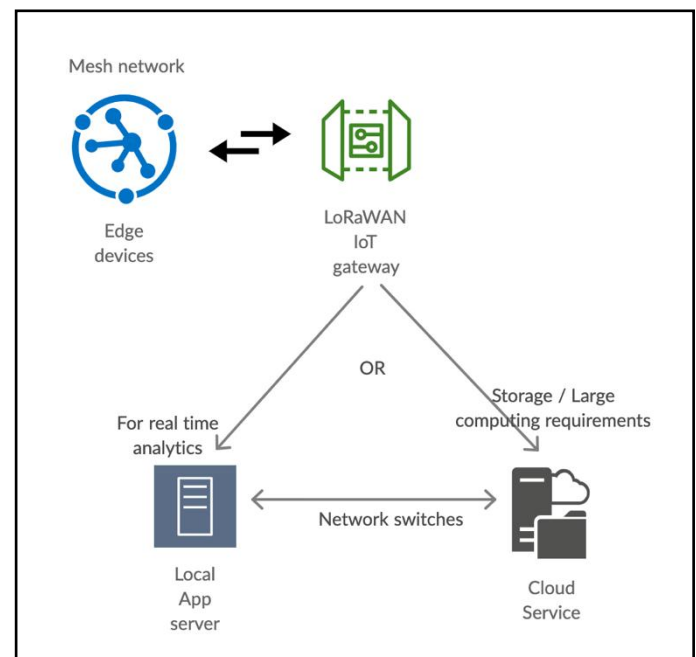 Mesh network
Edge
devices
LoRaWAN
IoT
gateway
OR
Storage / Large
computing requirements
For real time
analytics
Network switches
Local
App
server
Cloud
Service